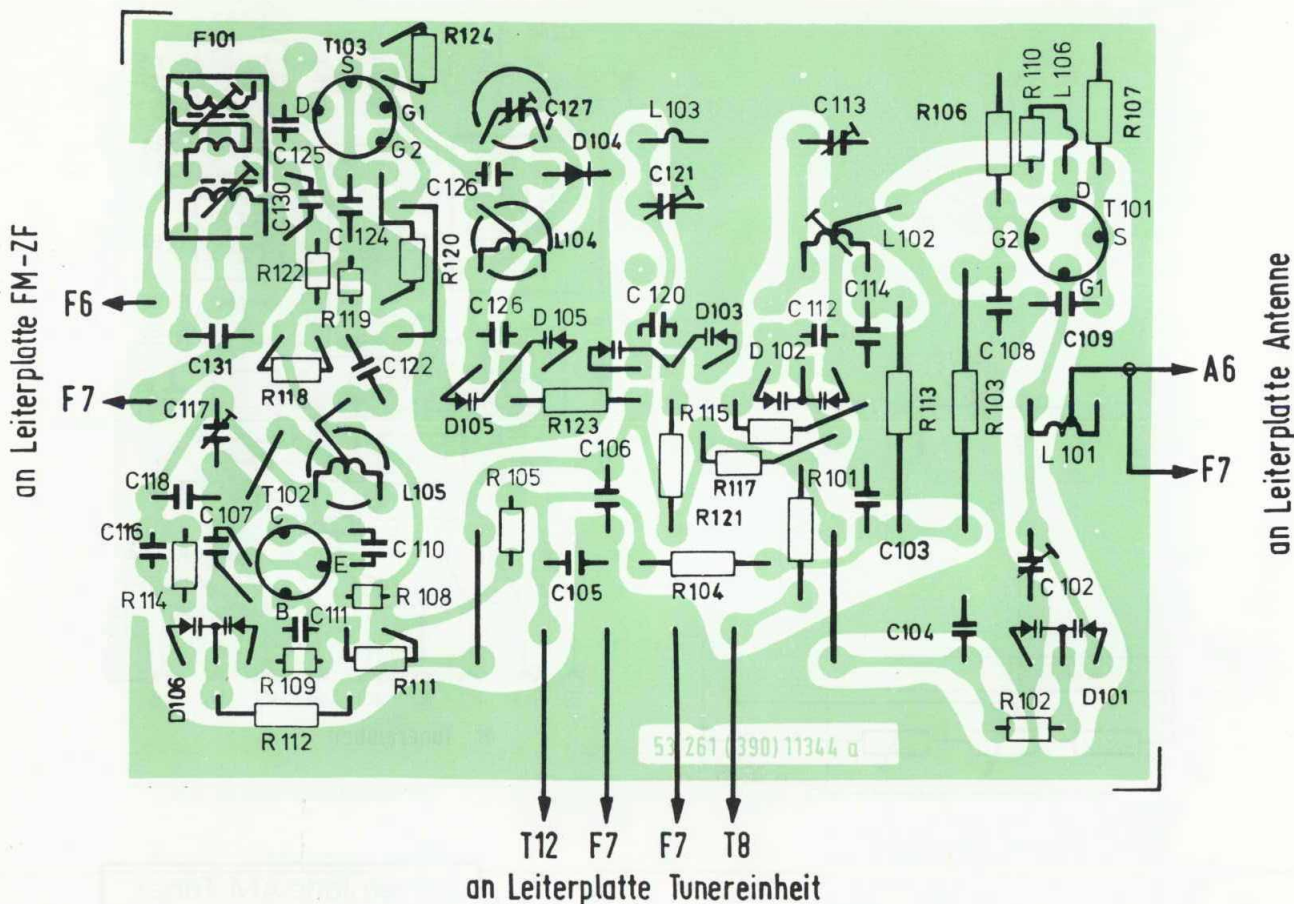 F101
T103
S
R124
D
G1
G2
C125
C130
C124
C126
C127
D104
L103
C121
C113
R106
R110
L106
R107
D
T101
G2
S
G1
L104
L102
R122
R119
R120
C126
D105
C120
D103
C112
C114
C108
C109
an Leiterplatte FM-ZF
F6
F7
C131
R118
C122
D105
R123
D102
R115
R113
R103
L101
A6
F7
an Leiterplatte Antenne
C117
C118
C107
T102
C
L105
R105
C106
R117
R121
R101
C103
C116
R114
E
C110
B
C111
R108
C105
R104
C104
C102
D106
R109
R111
R112
R102
D101
53 261 (390) 11344 a
T12 F7 F7 T8
an Leiterplatte Tunereinheit